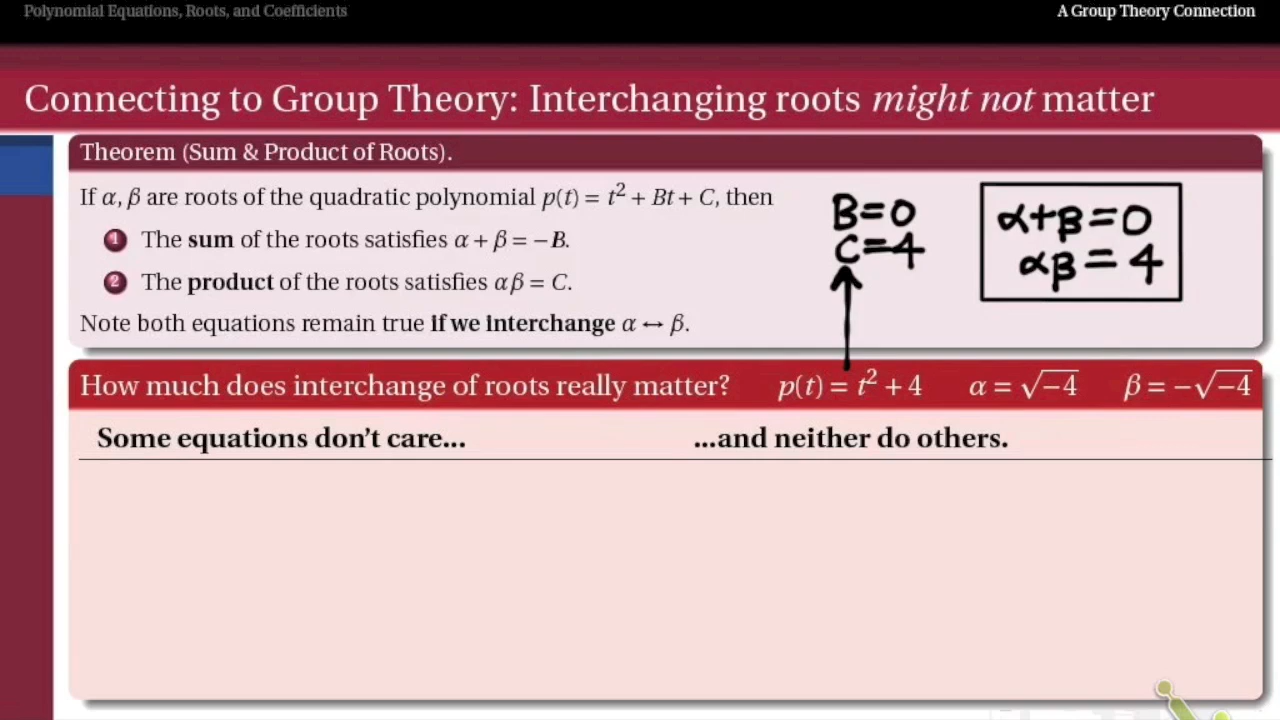 Polynomial Equations, Roots, and Coefficients
A Group Theory Connection
Connecting to Group Theory: Interchanging roots might not matter
Theorem (Sum & Product of Roots).
If α, β are roots of the quadratic polynomial p(t) = t² + Bt + C, then
1 The sum of the roots satisfies α + β = −B.
2 The product of the roots satisfies αβ = C.
Note both equations remain true if we interchange α ↔ β.
B=0
C=4
α+β=0
αβ=4
How much does interchange of roots really matter? p(t) = t² + 4 α = √−4 β = −√−4
Some equations don't care... ...and neither do others.